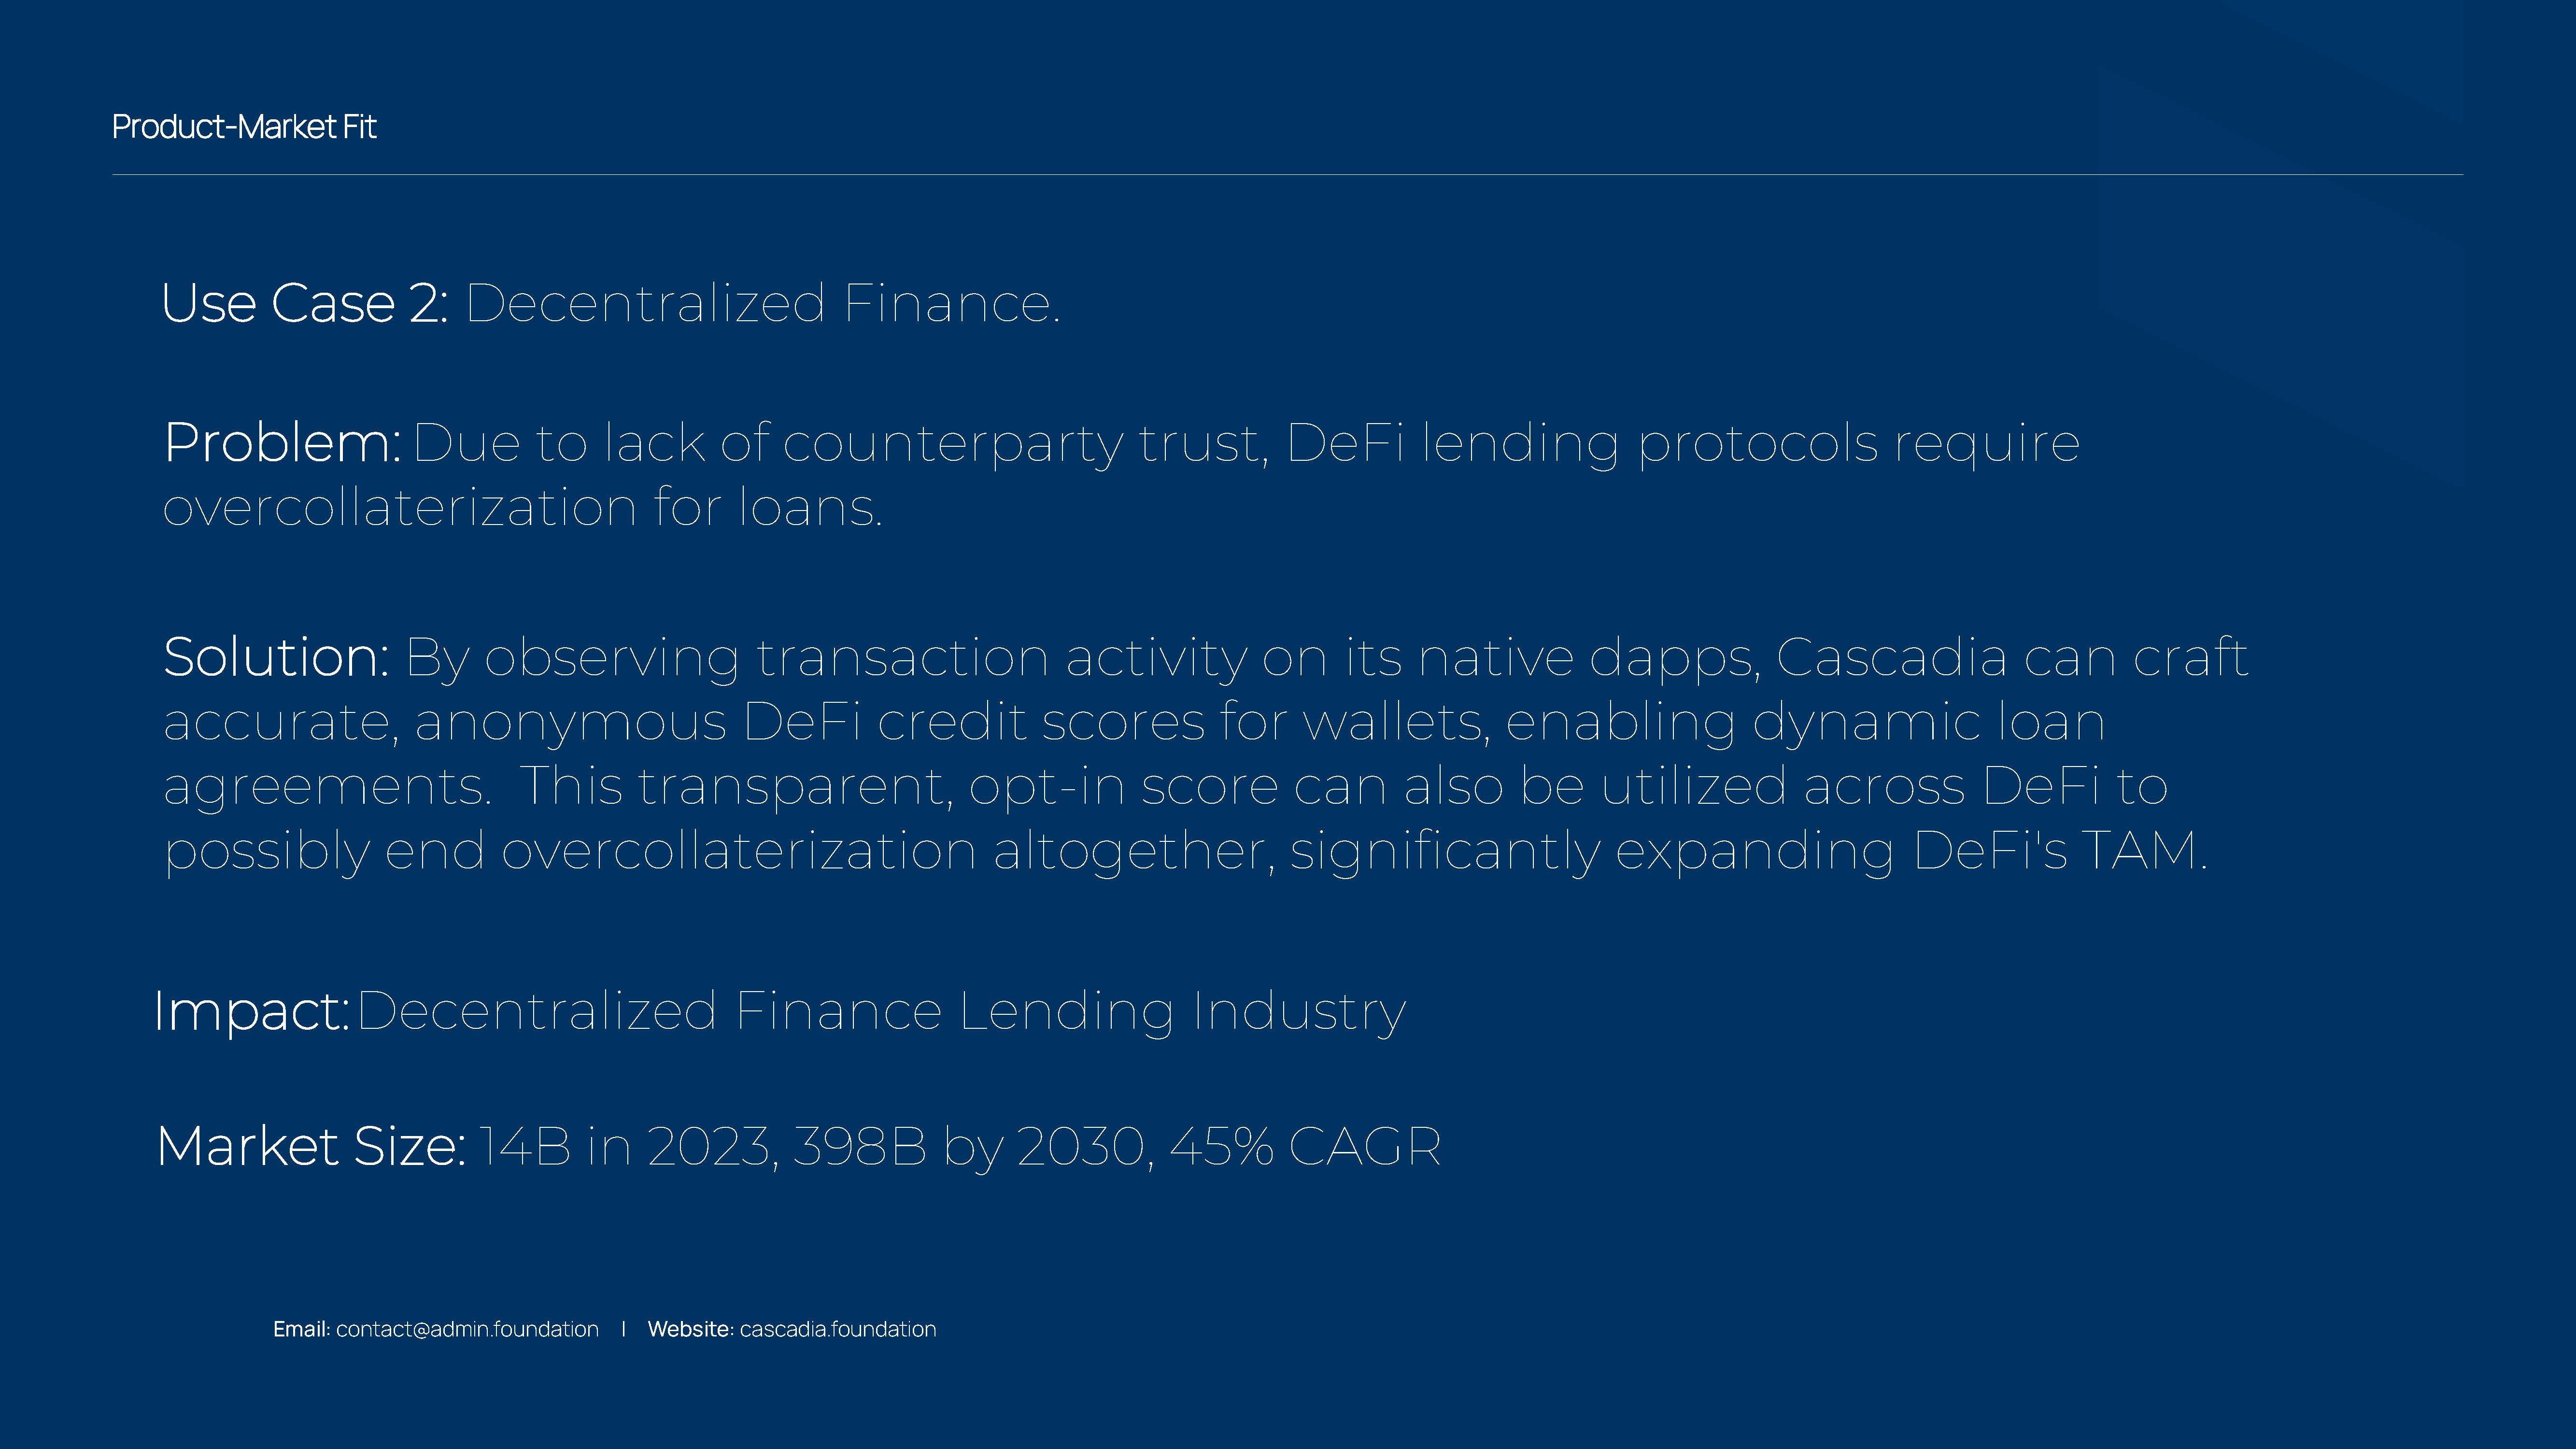 Product-Market Fit
Use Case 2: Decentralized Finance.
Problem: Due to lack of counterparty trust, DeFi lending protocols require
overcollaterization for loans.
Solution: By observing transaction activity on its native dapps, Cascadia can craft
accurate, anonymous DeFi credit scores for wallets, enabling dynamic loan
agreements. This transparent, opt-in score can also be utilized across DeFi to
possibly end overcollaterization altogether, significantly expanding DeFi's TAM.
Impact: Decentralized Finance Lending Industry
Market Size: 14B in 2023, 398B by 2030, 45% CAGR
Email: contact@admin.foundation | Website: cascadia.foundation